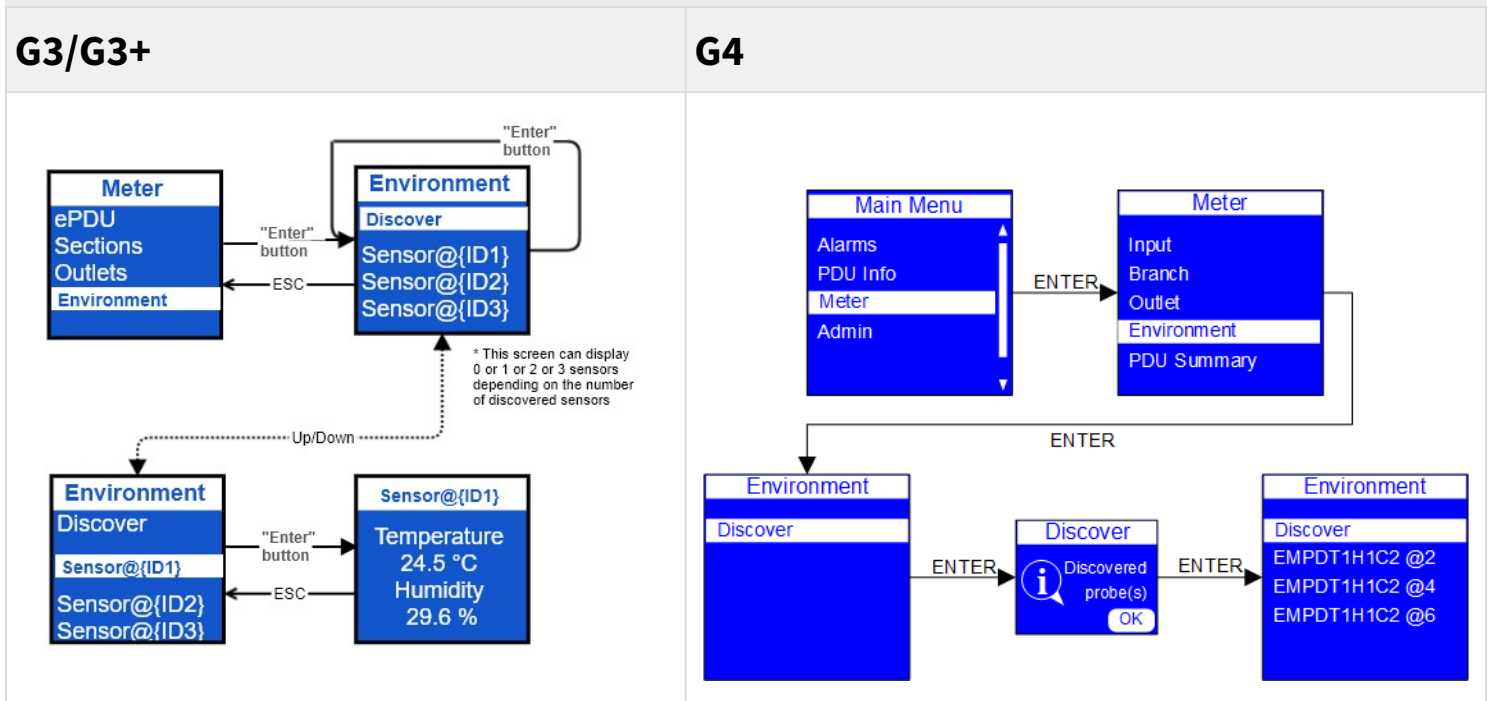 G3/G3+
"Enter"
button
Meter
ePDU
Sections
Outlets
Environment
"Enter"
button
ESC
Environment
Discover
Sensor@{ID1}
Sensor@{ID2}
Sensor@{ID3}
* This screen can display
0 or 1 or 2 or 3 sensors
depending on the number
of discovered sensors
Up/Down
Environment
Discover
Sensor@{ID1}
Sensor@{ID2}
Sensor@{ID3}
"Enter"
button
ESC
Sensor@{ID1}
Temperature
24.5 °C
Humidity
29.6 %
G4
Main Menu
Alarms
PDU Info
Meter
Admin
ENTER
Meter
Input
Branch
Outlet
Environment
PDU Summary
ENTER
Environment
Discover
ENTER
Discover
i
Discovered
probe(s)
OK
ENTER
Environment
Discover
EMPDT1H1C2 @2
EMPDT1H1C2 @4
EMPDT1H1C2 @6